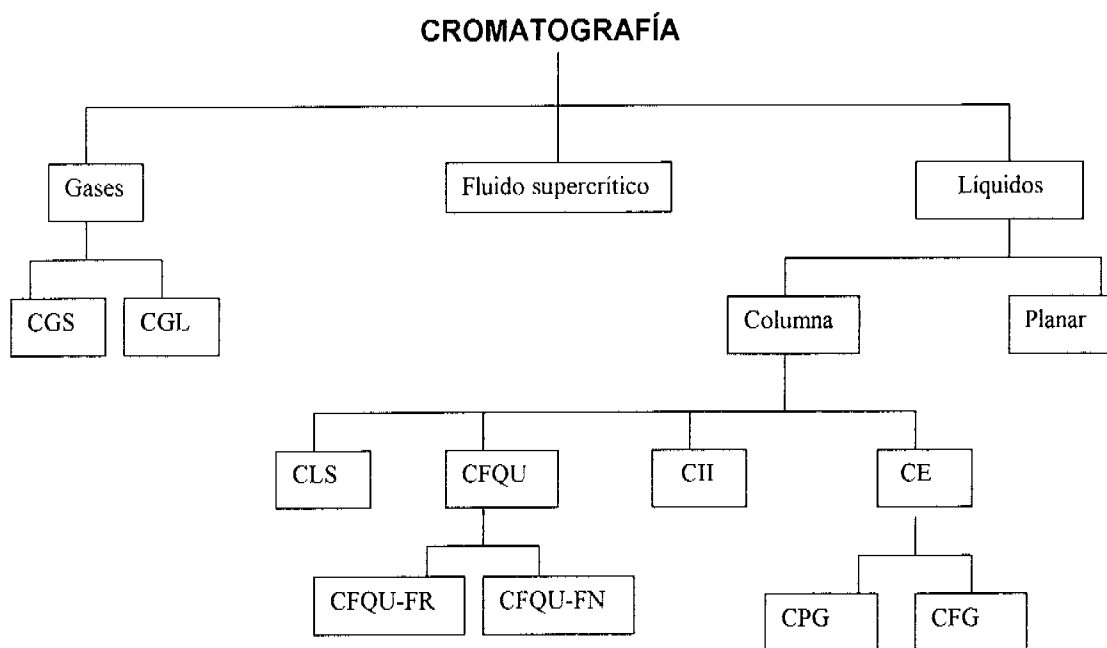 CROMATOGRAFÍA
Gases
Fluido supercrítico
Líquidos
CGS
CGL
Columna
Planar
CLS
CFQU
CII
CE
CFQU-FR
CFQU-FN
CPG
CFG